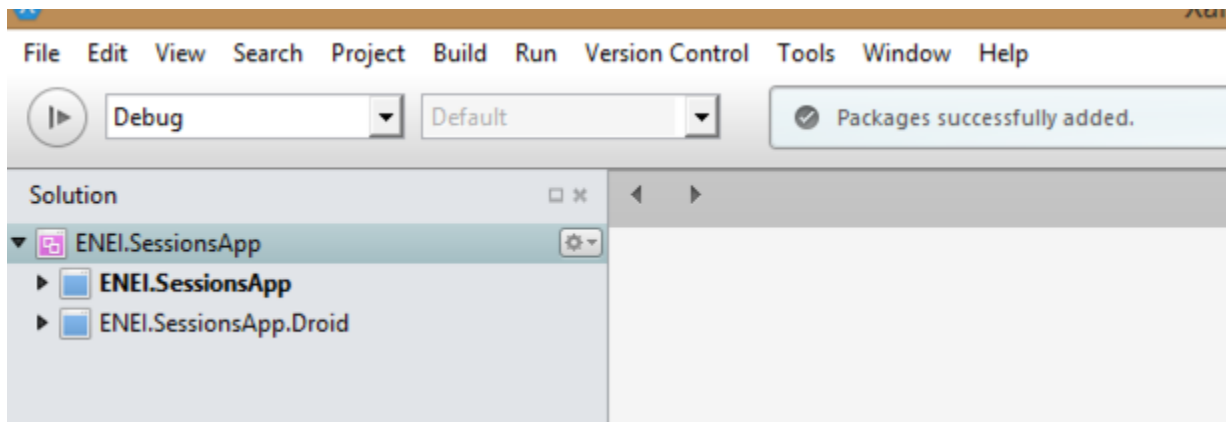 File Edit View Search Project Build Run Version Control Tools Window Help
Debug Default Packages successfully added.
Solution
ENEI.SessionsApp
ENEI.SessionsApp
ENEI.SessionsApp.Droid